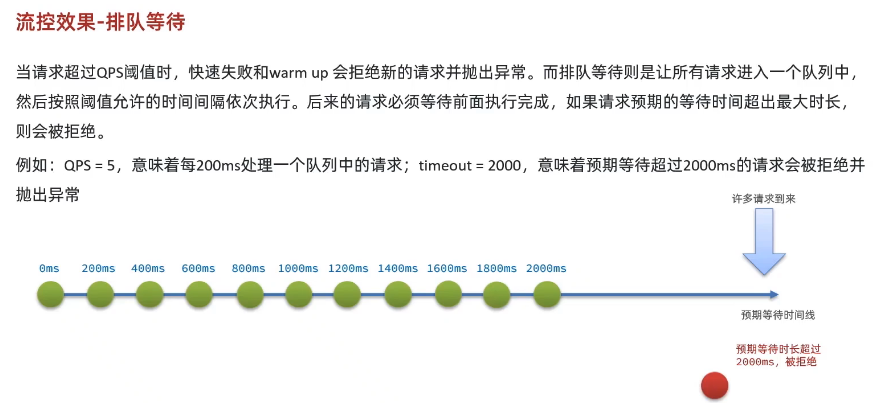 流控效果-排队等待
当请求超过QPS阈值时，快速失败和warm up 会拒绝新的请求并抛出异常。而排队等待则是让所有请求进入一个队列中，
然后按照阈值允许的时间间隔依次执行。后来的请求必须等待前面执行完成，如果请求预期的等待时间超出最大时长，
则会被拒绝。
例如：QPS = 5，意味着每200ms处理一个队列中的请求；timeout = 2000，意味着预期等待超过2000ms的请求会被拒绝并
抛出异常
许多请求到来
0ms 200ms 400ms 600ms 800ms 1000ms 1200ms 1400ms 1600ms 1800ms 2000ms
预期等待时间线
预期等待时长超过
2000ms，被拒绝